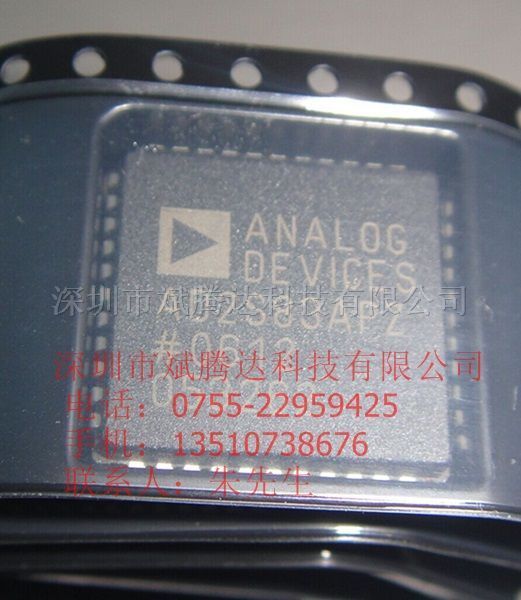 ANALOG
DEVICES
AD2S83APZ
#0612
深圳市斌腾达科技有限公司
深圳市斌腾达科技有限公司
电话：0755-22959425
手机：13510738676
联系人：朱先生